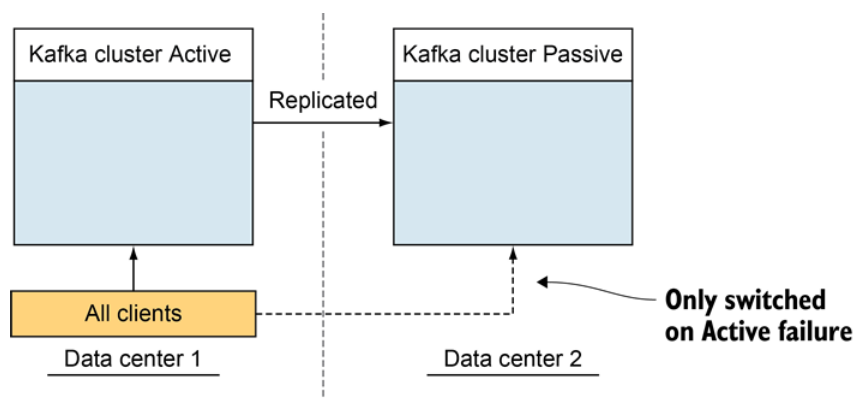 Kafka cluster Active
Kafka cluster Passive
Replicated
All clients
Only switched
on Active failure
Data center 1
Data center 2